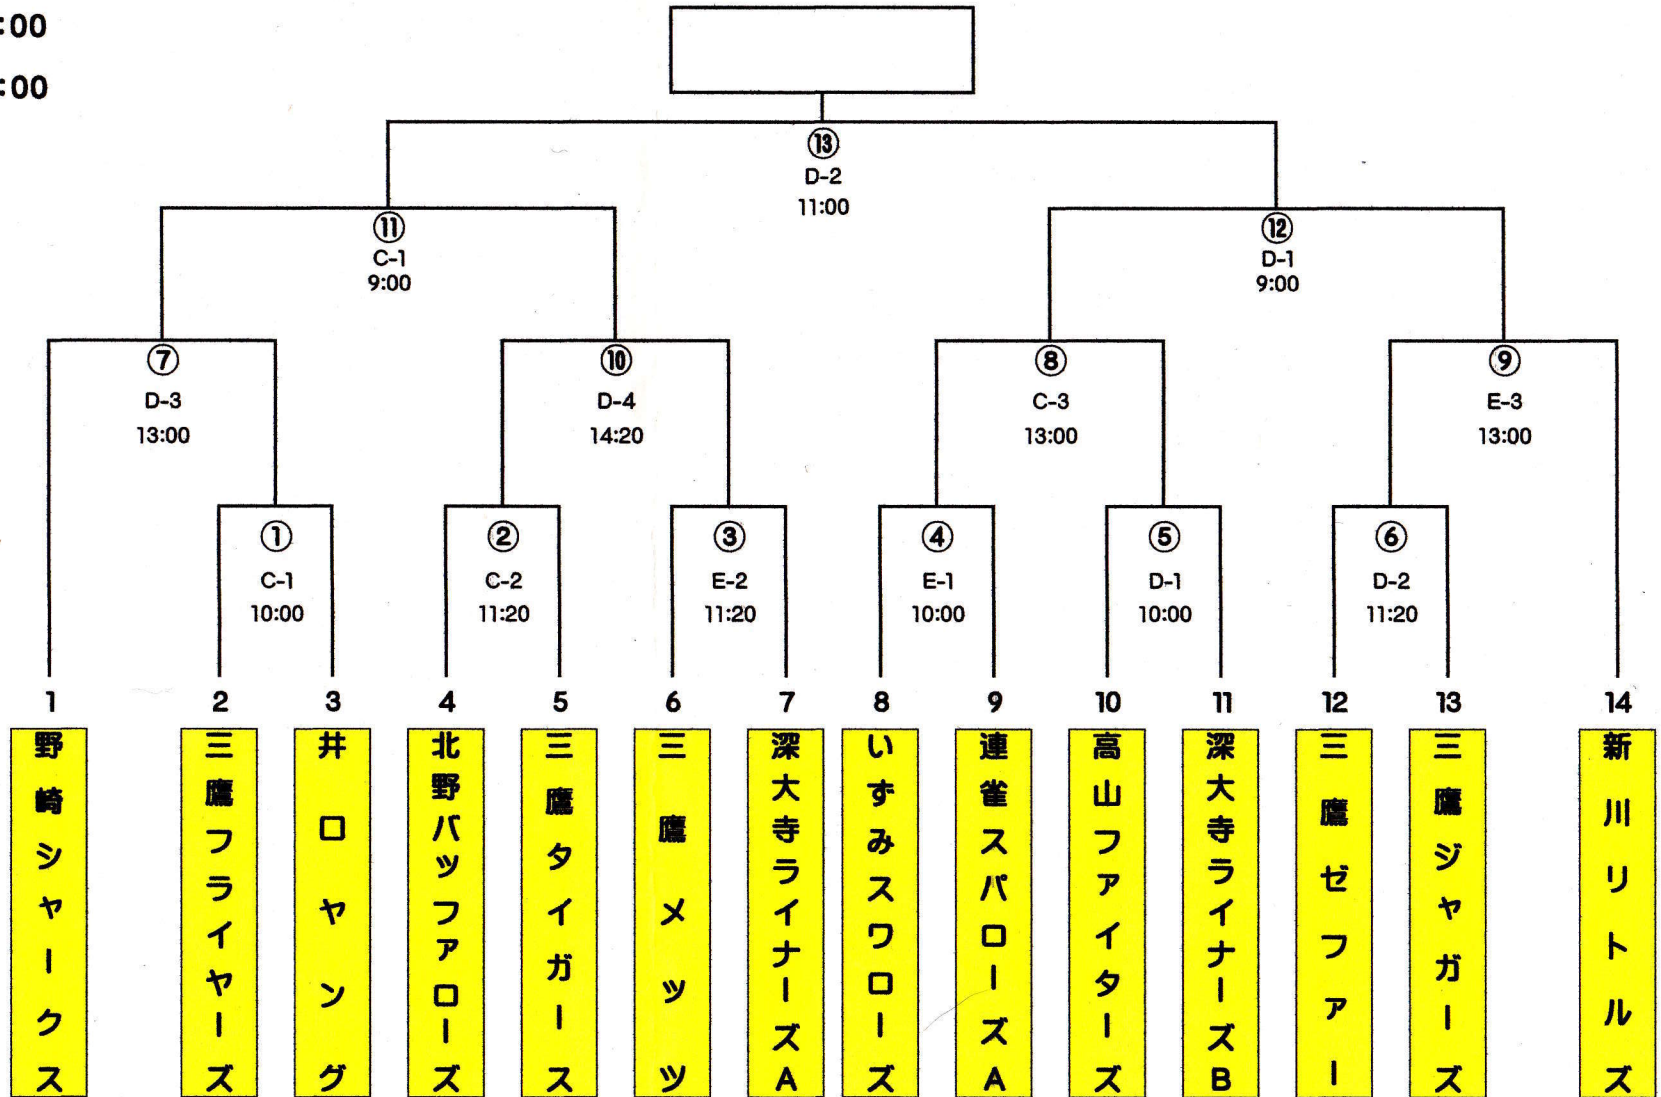 :00
:00
⑬
D-2
11:00
⑪
C-1
9:00
⑫
D-1
9:00
⑦
D-3
13:00
⑩
D-4
14:20
⑧
C-3
13:00
⑨
E-3
13:00
①
C-1
10:00
②
C-2
11:20
③
E-2
11:20
④
E-1
10:00
⑤
D-1
10:00
⑥
D-2
11:20
1
野崎シャークス
2
三鷹フライヤーズ
3
井口ヤング
4
北野バッファローズ
5
三鷹タイガース
6
三鷹メッツ
7
深大寺ライナーズA
8
いずみスワローズ
9
連雀スパローズA
10
高山ファイターズ
11
深大寺ライナーズB
12
三鷹ゼファー
13
三鷹ジャガーズ
14
新川リトルズ